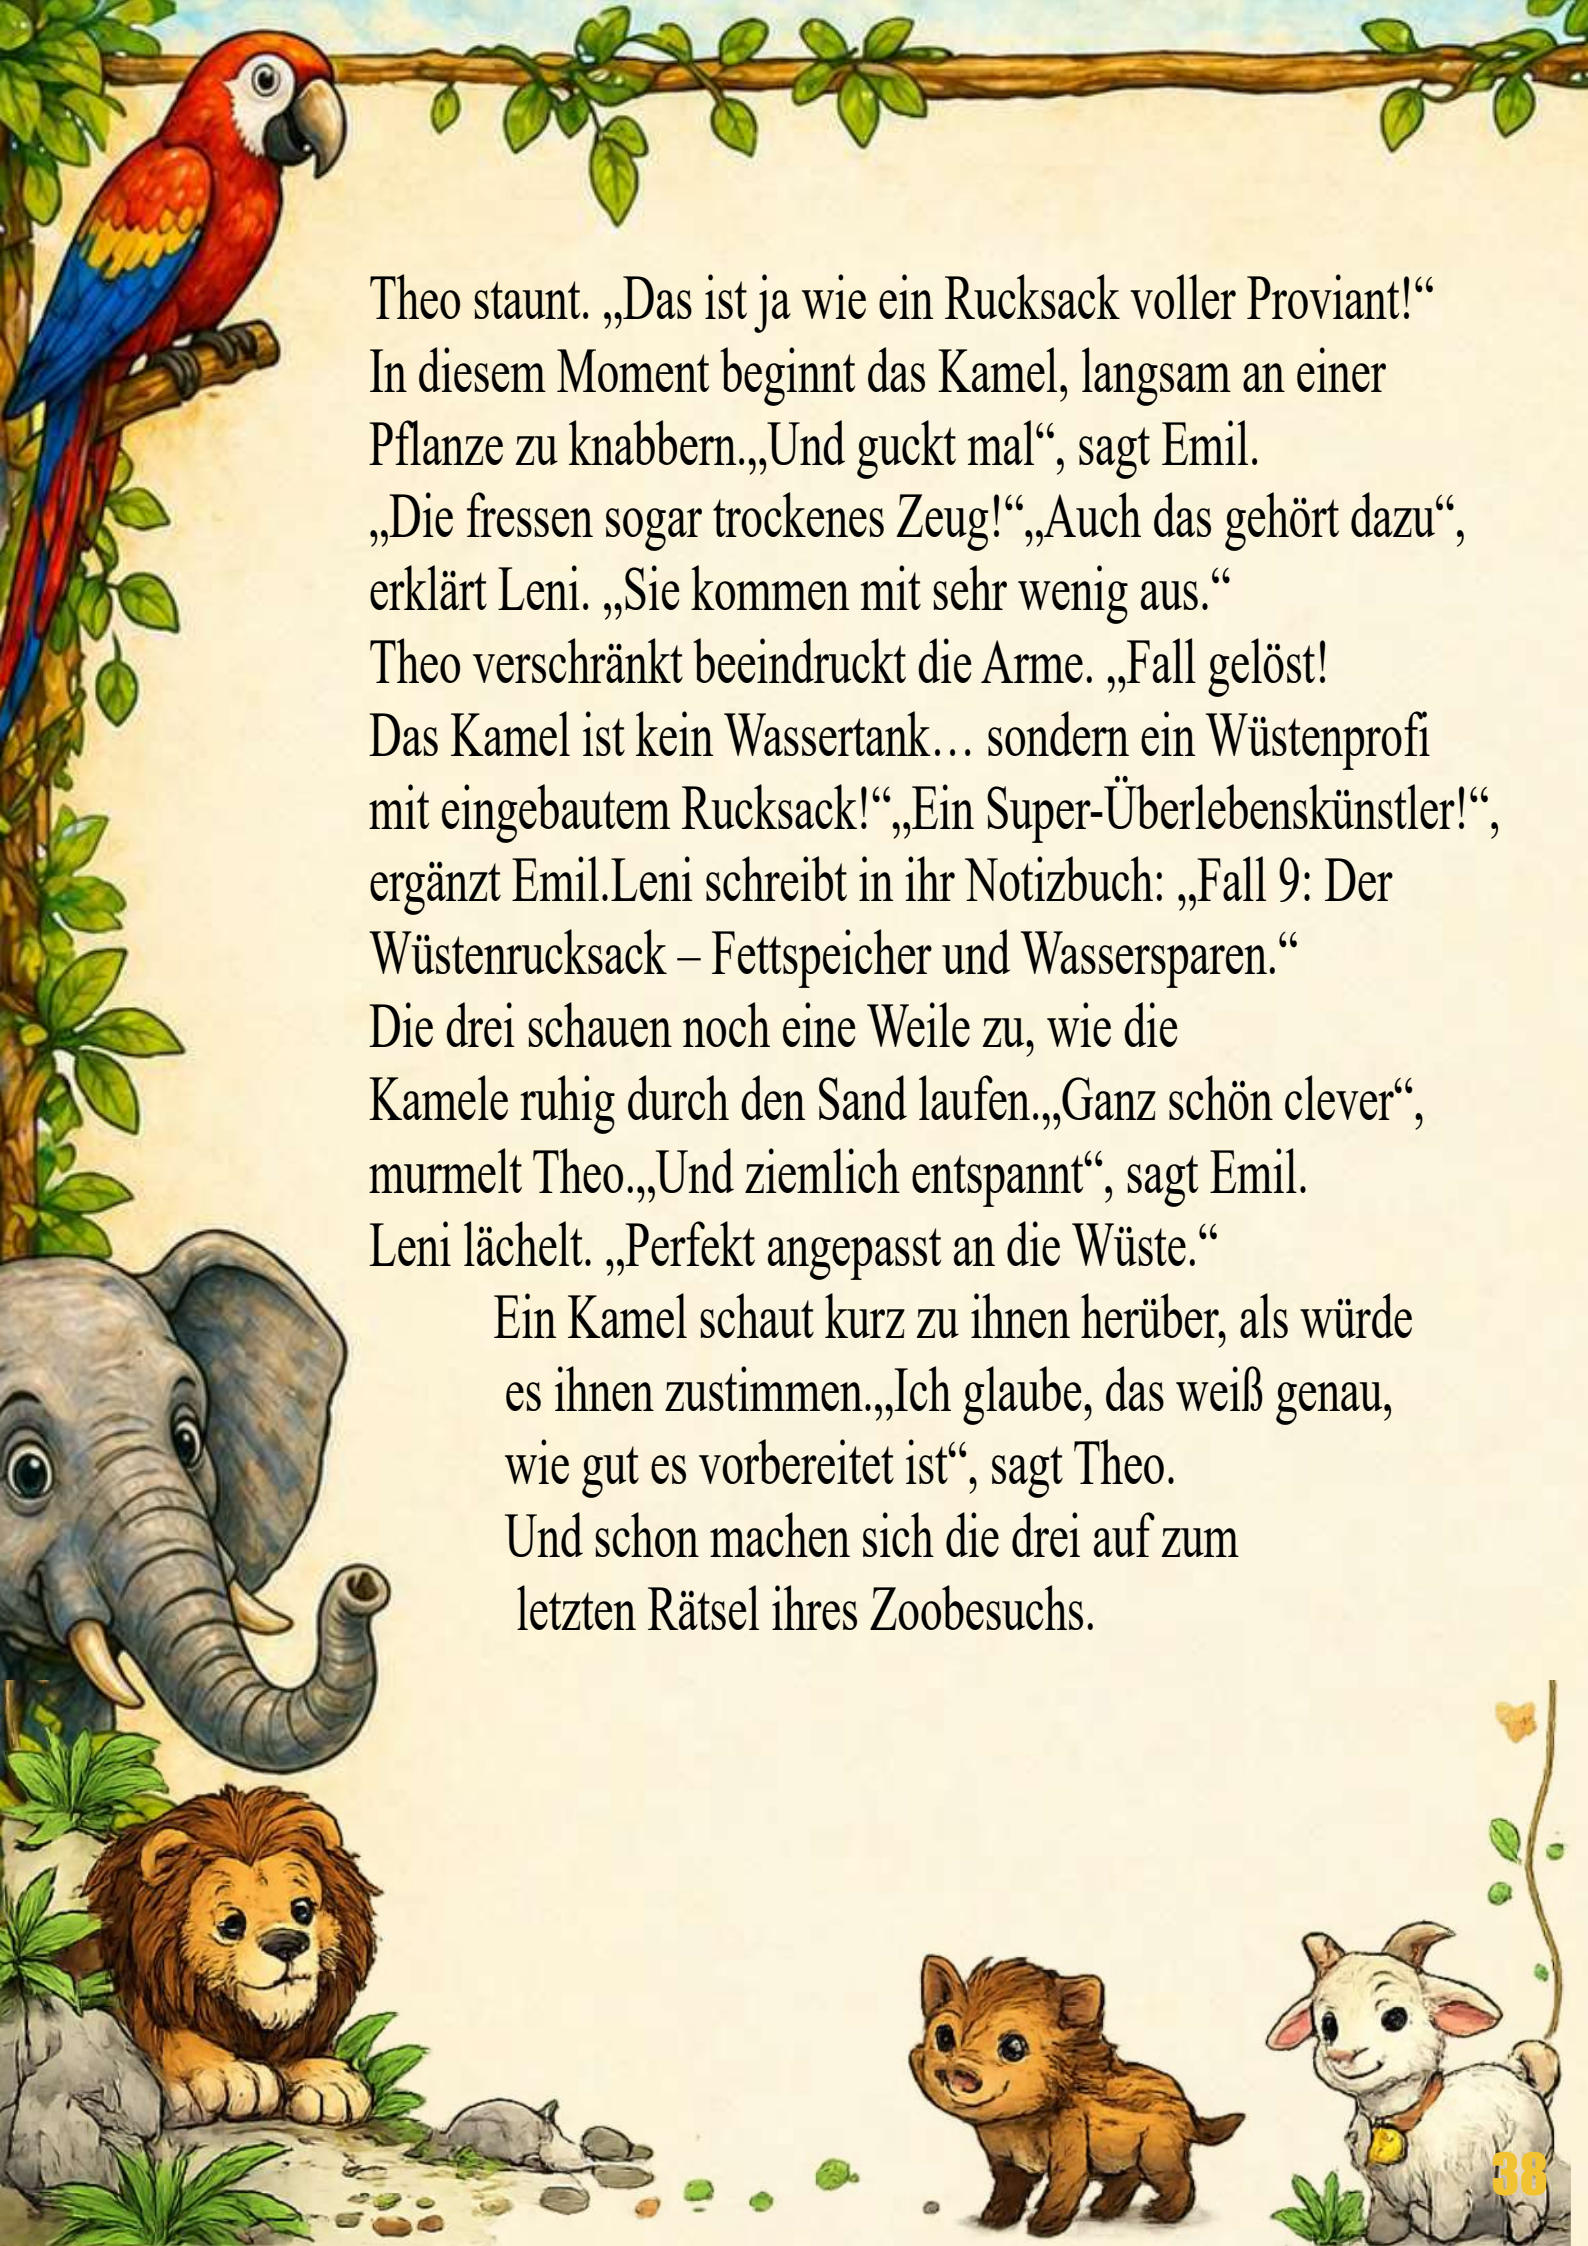 Theo staunt. „Das ist ja wie ein Rucksack voller Proviant!“
In diesem Moment beginnt das Kamel, langsam an einer
Pflanze zu knabbern.„Und guckt mal“, sagt Emil.
„Die fressen sogar trockenes Zeug!“„Auch das gehört dazu“,
erklärt Leni. „Sie kommen mit sehr wenig aus.“
Theo verschränkt beeindruckt die Arme. „Fall gelöst!
Das Kamel ist kein Wassertank… sondern ein Wüstenprofi
mit eingebautem Rucksack!“„Ein Super-Überlebenskünstler!“,
ergänzt Emil.Leni schreibt in ihr Notizbuch: „Fall 9: Der
Wüstenrucksack – Fettspeicher und Wassersparen.“
Die drei schauen noch eine Weile zu, wie die
Kamele ruhig durch den Sand laufen.„Ganz schön clever“,
murmelt Theo.„Und ziemlich entspannt“, sagt Emil.
Leni lächelt. „Perfekt angepasst an die Wüste.“
Ein Kamel schaut kurz zu ihnen herüber, als würde
es ihnen zustimmen.„Ich glaube, das weiß genau,
wie gut es vorbereitet ist“, sagt Theo.
Und schon machen sich die drei auf zum
letzten Rätsel ihres Zoobesuchs.
38